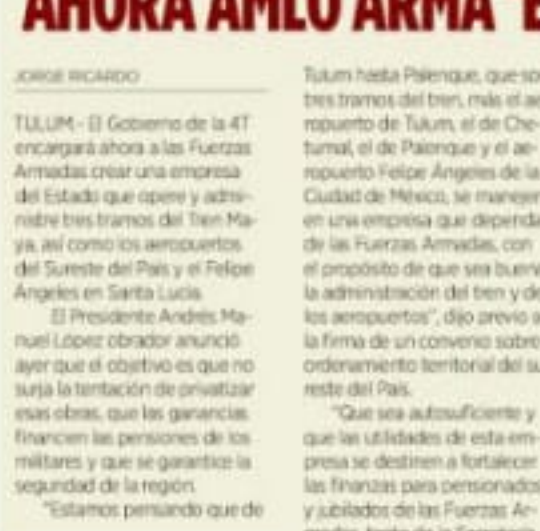 AHORA AMLO ARMA "E
JORGE RICARDO
TULUM.- El Gobierno de la 4T
encargará ahora a las Fuerzas
Armadas crear una empresa
del Estado que opere y admi-
nistre tres tramos del Tren Ma-
ya, así como los aeropuertos
del Sureste del País y el Felipe
Ángeles en Santa Lucía.
El Presidente Andrés Ma-
nuel López obrador anunció
ayer que el objetivo es que no
surja la tentación de privatizar
esas obras, que las ganancias
financien las pensiones de los
militares y que se garantice la
seguridad de la región.
"Estamos pensando que de
Tulum hasta Palenque, que so
tres tramos del tren, más el ae
ropuerto de Tulum, el de Che-
tumal, el de Palenque y el ae-
ropuerto Felipe Ángeles de la
Ciudad de México, se manejen
en una empresa que dependa
de las Fuerzas Armadas, con
el propósito de que sea buena
la administración del tren y de
los aeropuertos", dijo previo a
la firma de un convenio sobre
ordenamiento territorial del su
reste del País.
"Que sea autosuficiente y
que las utilidades de esta em-
presa se destinen a fortalecer
las finanzas para pensionados
y jubilados de las Fuerzas Ar-